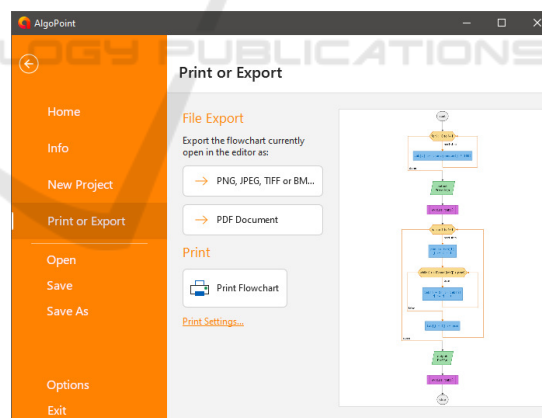 AlgoPoint
LOGY PUBLICATIONS
Print or Export
Home
Info
New Project
Print or Export
Open
Save
Save As
Options
Exit
File Export
Export the flowchart currently
open in the editor as:
PNG, JPEG, TIFF or BM...
PDF Document
Print
Print Flowchart
Print Settings...